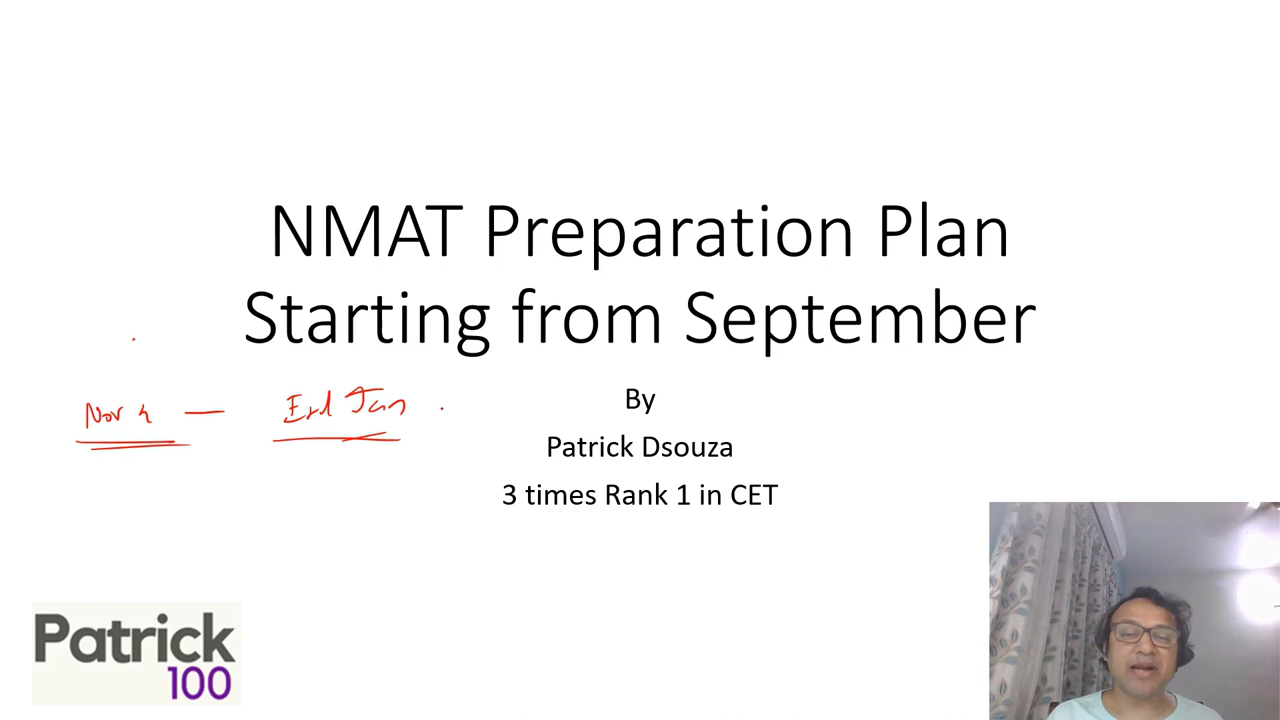 NMAT Preparation Plan
Starting from September
By
Nov 4 — End Jan
Patrick Dsouza
3 times Rank 1 in CET
Patrick
100